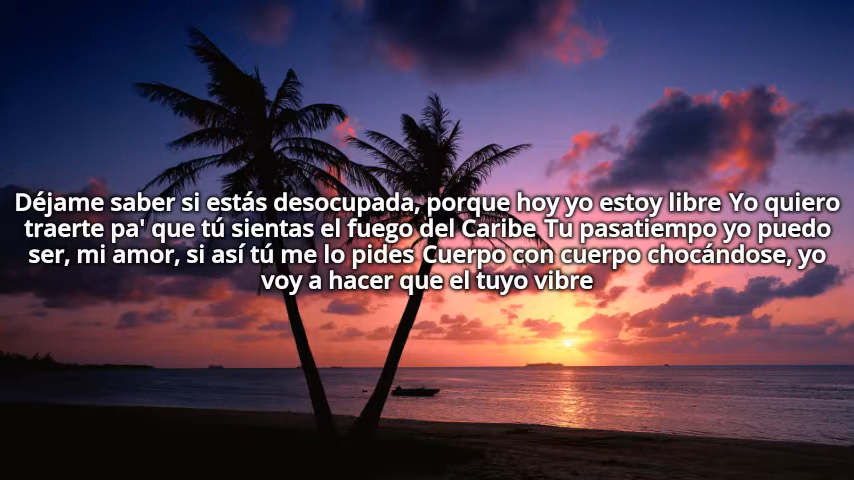 Déjame saber si estás desocupada, porque hoy yo estoy libre Yo quiero
traerte pa' que tú sientas el fuego del Caribe Tu pasatiempo yo puedo
ser, mi amor, si así tú me lo pides Cuerpo con cuerpo chocándose, yo
voy a hacer que el tuyo vibre